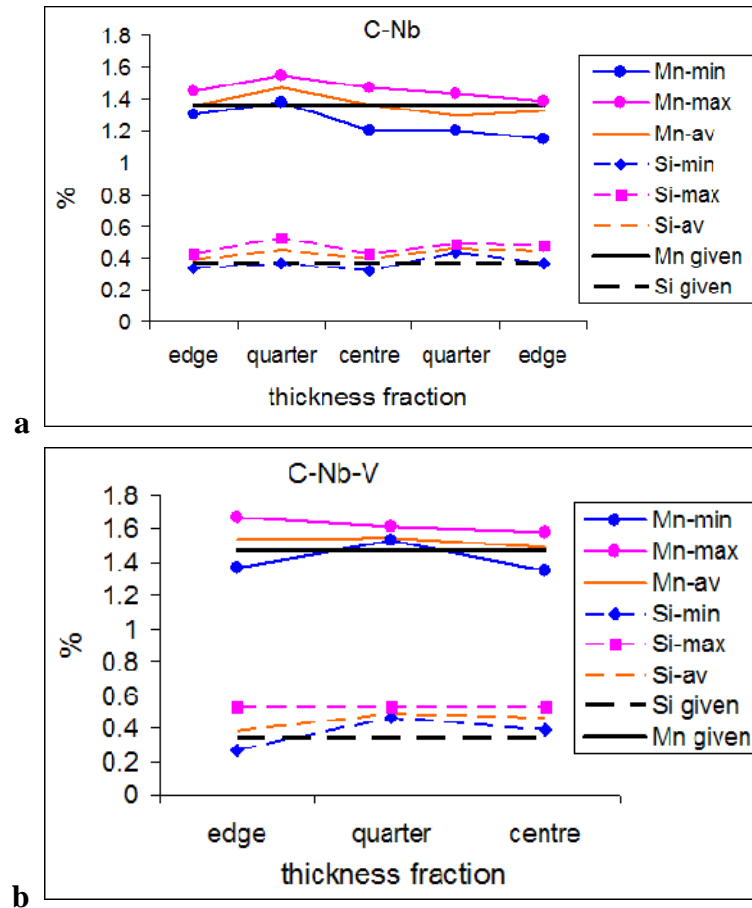 C-Nb
1.8
1.6
1.4
1.2
1
0.8
0.6
0.4
0.2
0
%
edge quarter centre quarter edge
thickness fraction
Mn-min
Mn-max
Mn-av
Si-min
Si-max
Si-av
Mn given
Si given
a
C-Nb-V
1.8
1.6
1.4
1.2
1
0.8
0.6
0.4
0.2
0
%
edge quarter centre
thickness fraction
Mn-min
Mn-max
Mn-av
Si-min
Si-max
Si-av
Si given
Mn given
b